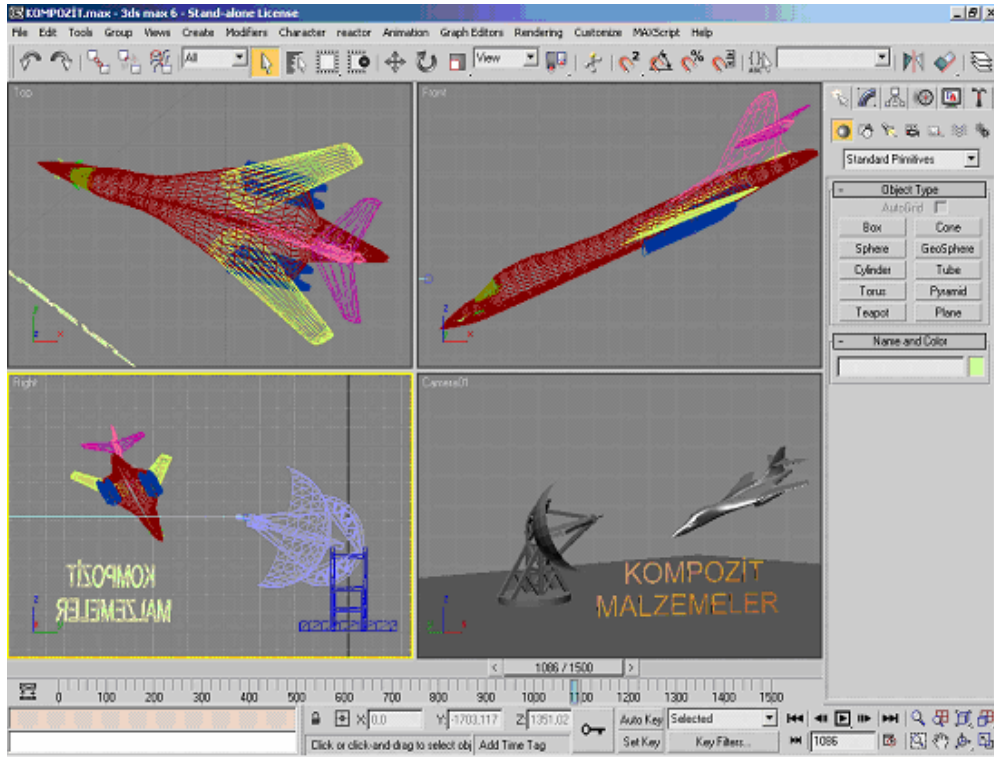 KOMPOZİT.max - 3ds max 6 - Stand-alone License
File Edit Tools Group Views Create Modifiers Character reactor Animation Graph Editors Rendering Customize MAXScript Help
All
View
Top
Front
Standard Primitives
Object Type
AutoGrid
Box Cone
Sphere GeoSphere
Cylinder Tube
Torus Pyramid
Teapot Plane
Name and Color
Right
Camera01
KOMPOZİT
MALZEMELER
KOMPOZİT
MALZEMELER
1086 / 1500
0 100 200 300 400 500 600 700 800 900 1000 1100 1200 1300 1400 1500
X: 0.0 Y: -1703.117 Z: 1351.02
Auto Key Selected
Click or click-and-drag to select obj Add Time Tag
Set Key Key Filters... 1086